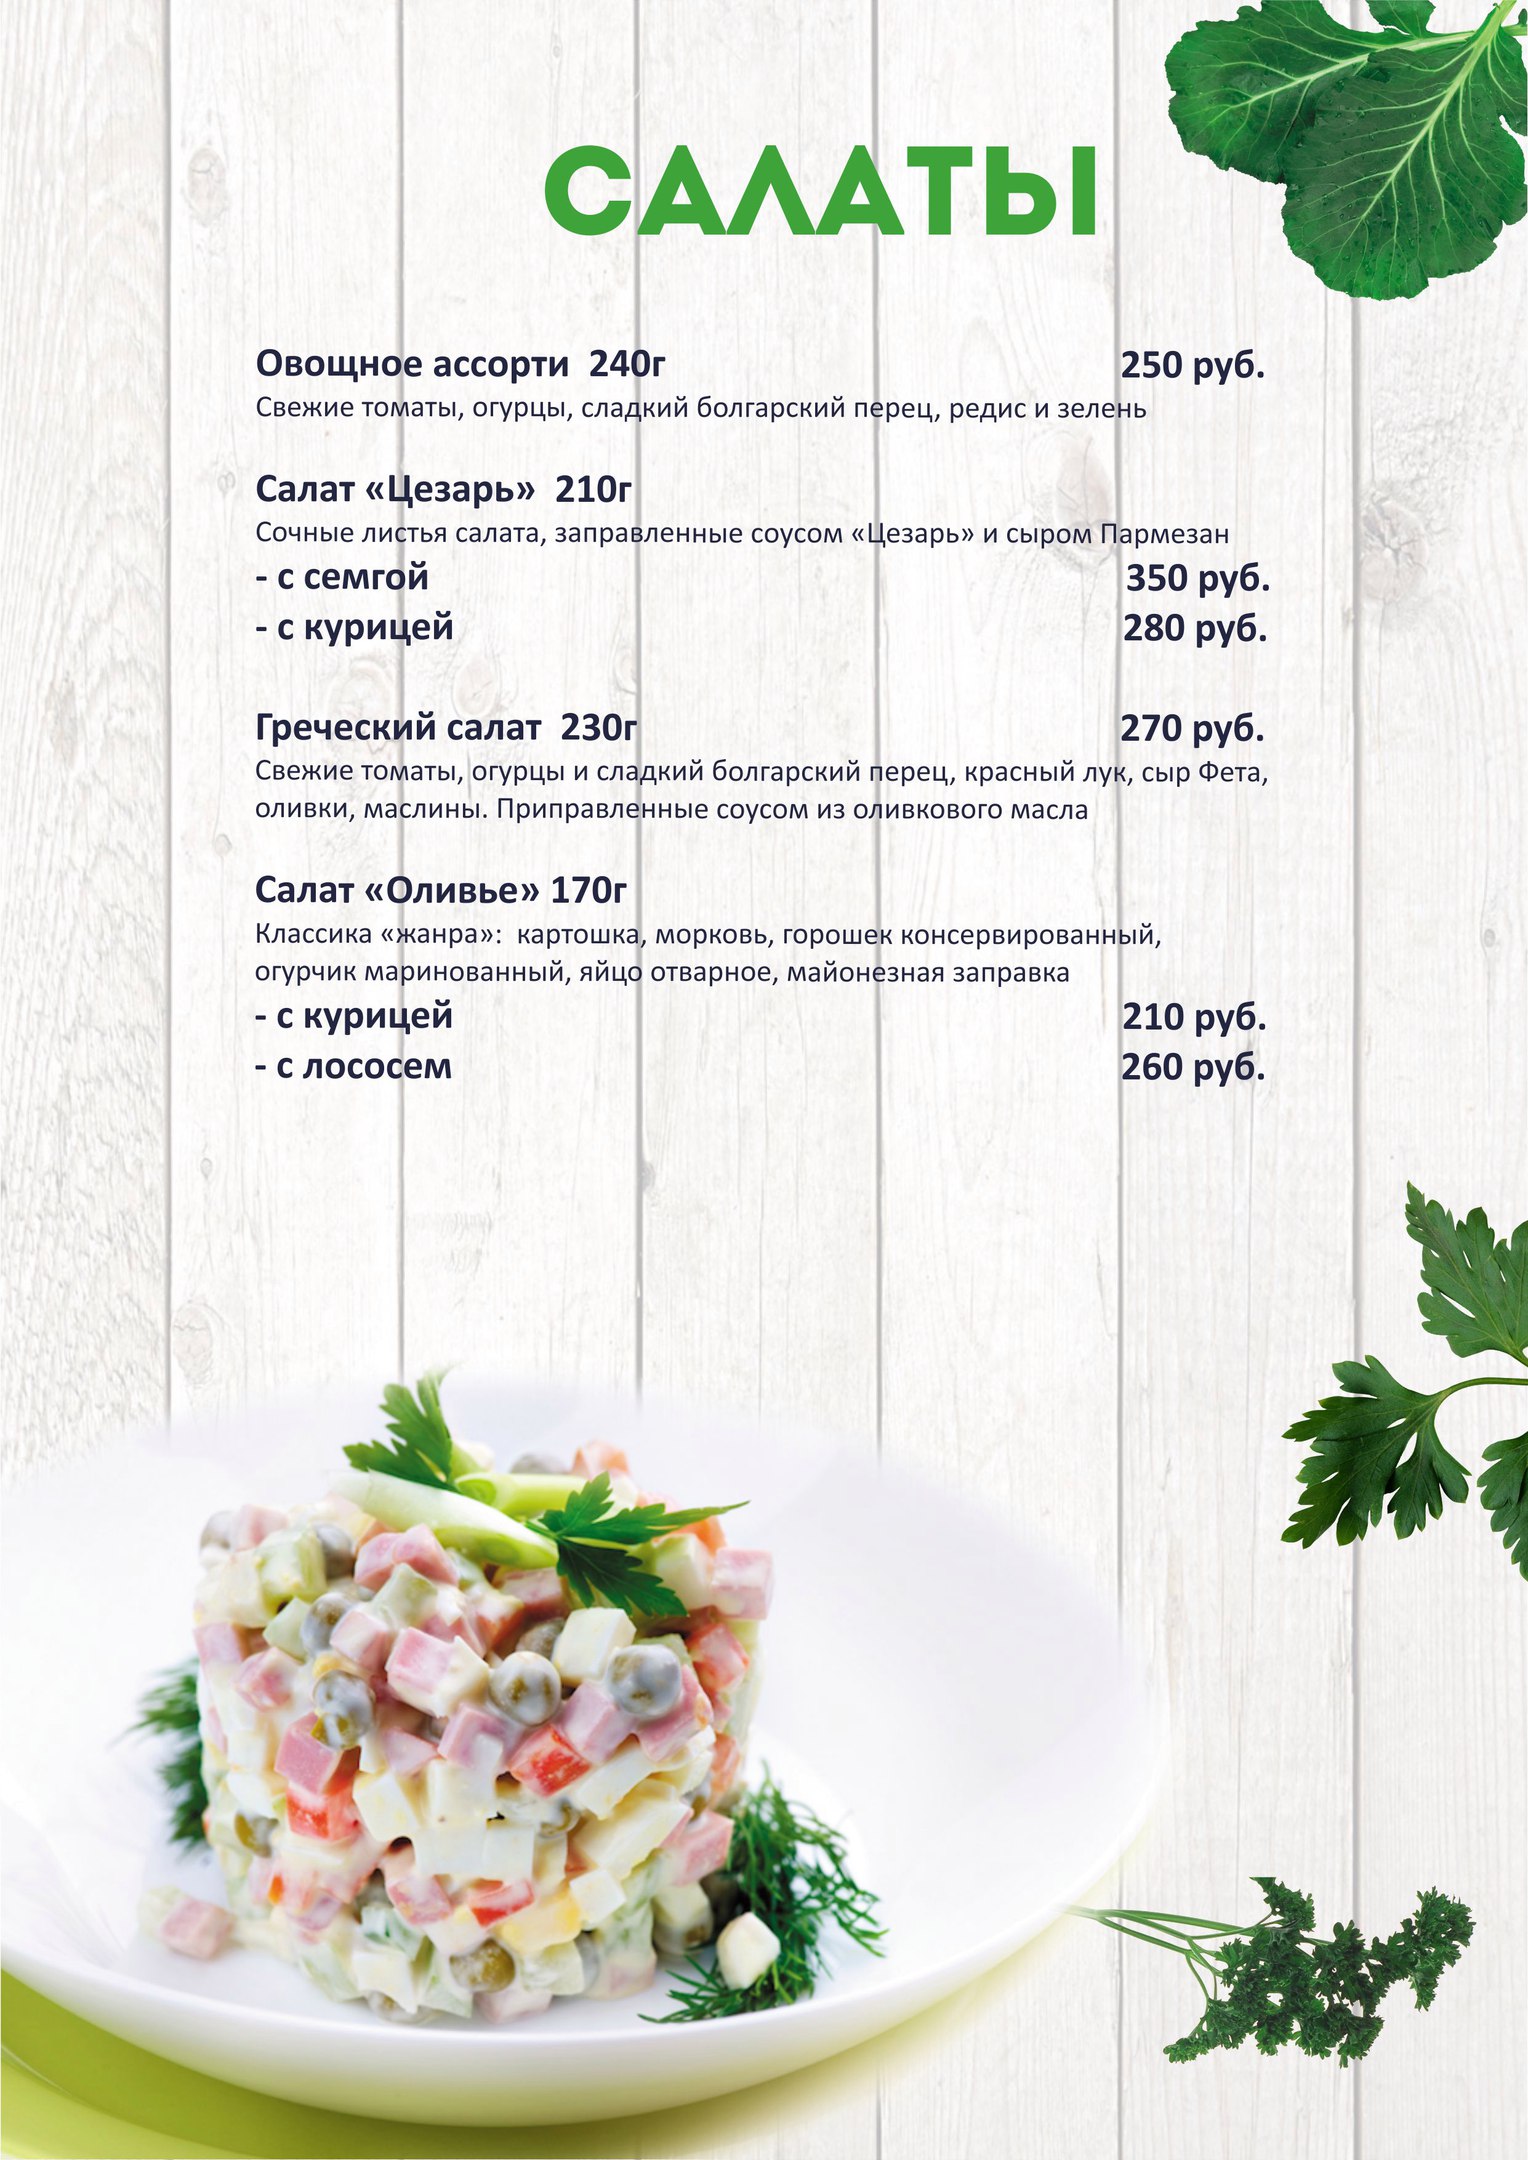 САЛАТЫ
Овощное ассорти 240г 250 руб.
Свежие томаты, огурцы, сладкий болгарский перец, редис и зелень
Салат «Цезарь» 210г
Сочные листья салата, заправленные соусом «Цезарь» и сыром Пармезан
- с семгой 350 руб.
- с курицей 280 руб.
Греческий салат 230г 270 руб.
Свежие томаты, огурцы и сладкий болгарский перец, красный лук, сыр Фета,
оливки, маслины. Приправленные соусом из оливкового масла
Салат «Оливье» 170г
Классика «жанра»: картошка, морковь, горошек консервированный,
огурчик маринованный, яйцо отварное, майонезная заправка
- с курицей 210 руб.
- с лососем 260 руб.